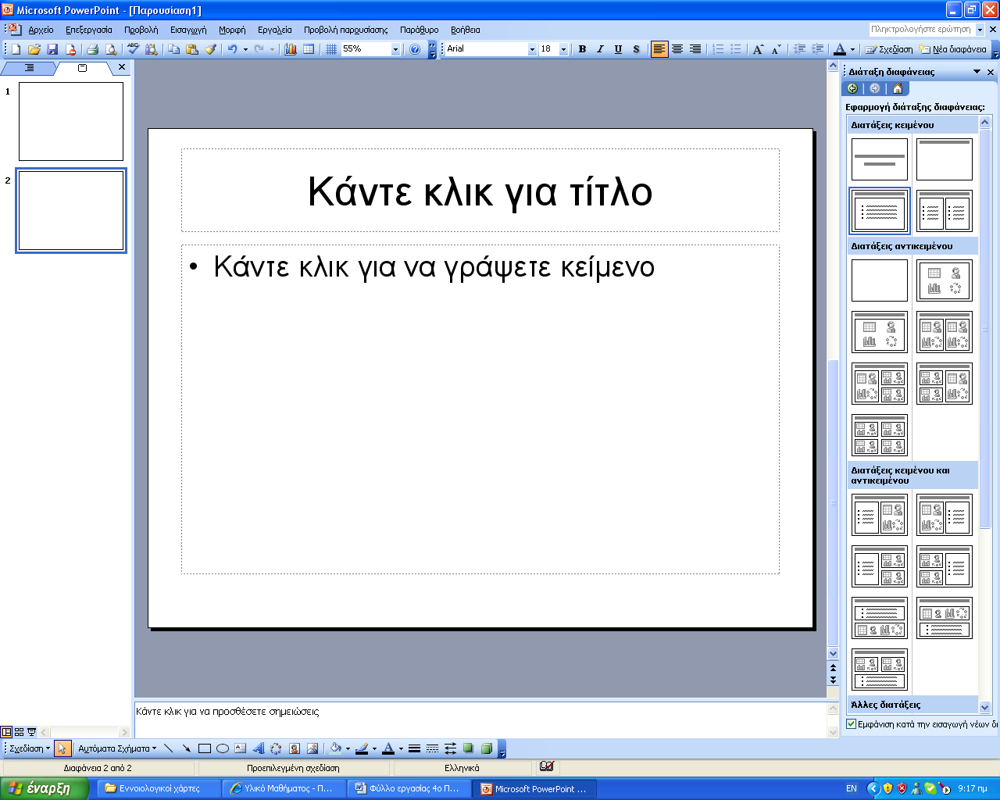 Microsoft PowerPoint - [Παρουσίαση1]
Αρχείο Επεξεργασία Προβολή Εισαγωγή Μορφή Εργαλεία Προβολή παρουσίασης Παράθυρο Βοήθεια Πληκτρολογήστε ερώτηση
55% Arial 18 B I U S A A A Σχεδίαση Νέα διαφάνεια
Διάταξη διαφάνειας
Εφαρμογή διάταξης διαφάνειας:
Διατάξεις κειμένου
Διατάξεις αντικειμένου
Διατάξεις κειμένου και
αντικειμένου
Άλλες διατάξεις
Εμφάνιση κατά την εισαγωγή νέων δι
1
2
Κάντε κλικ για τίτλο
• Κάντε κλικ για να γράψετε κείμενο
Κάντε κλικ για να προσθέσετε σημειώσεις
Σχεδίαση Αυτόματα Σχήματα
Διαφάνεια 2 από 2 Προεπιλεγμένη σχεδίαση Ελληνικά
έναρξη Εννοιολογικοί χάρτες Υλικό Μαθήματος - Π... Φύλλο εργασίας 4ο Π... Microsoft PowerPoint ... EN 9:17 πμ